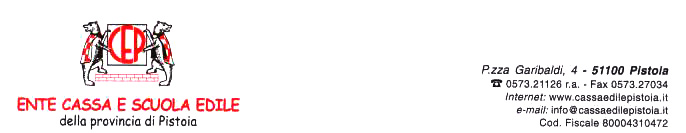 CEP
ENTE CASSA E SCUOLA EDILE
della provincia di Pistoia
P.zza Garibaldi, 4 - 51100 Pistoia
☎ 0573.21126 r.a. - Fax 0573.27034
Internet: www.cassaedilepistoia.it
e-mail: info@cassaedilepistoia.it
Cod. Fiscale 80004310472